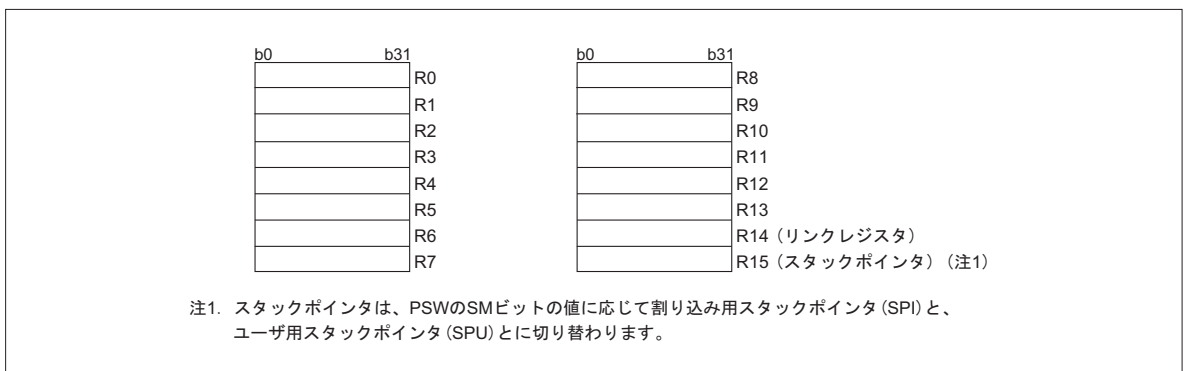 b0 b31
R0
R1
R2
R3
R4
R5
R6
R7
b0 b31
R8
R9
R10
R11
R12
R13
R14（リンクレジスタ）
R15（スタックポインタ）（注1）
注1. スタックポインタは、PSWのSMビットの値に応じて割り込み用スタックポインタ(SPI)と、
ユーザ用スタックポインタ(SPU)とに切り替わります。